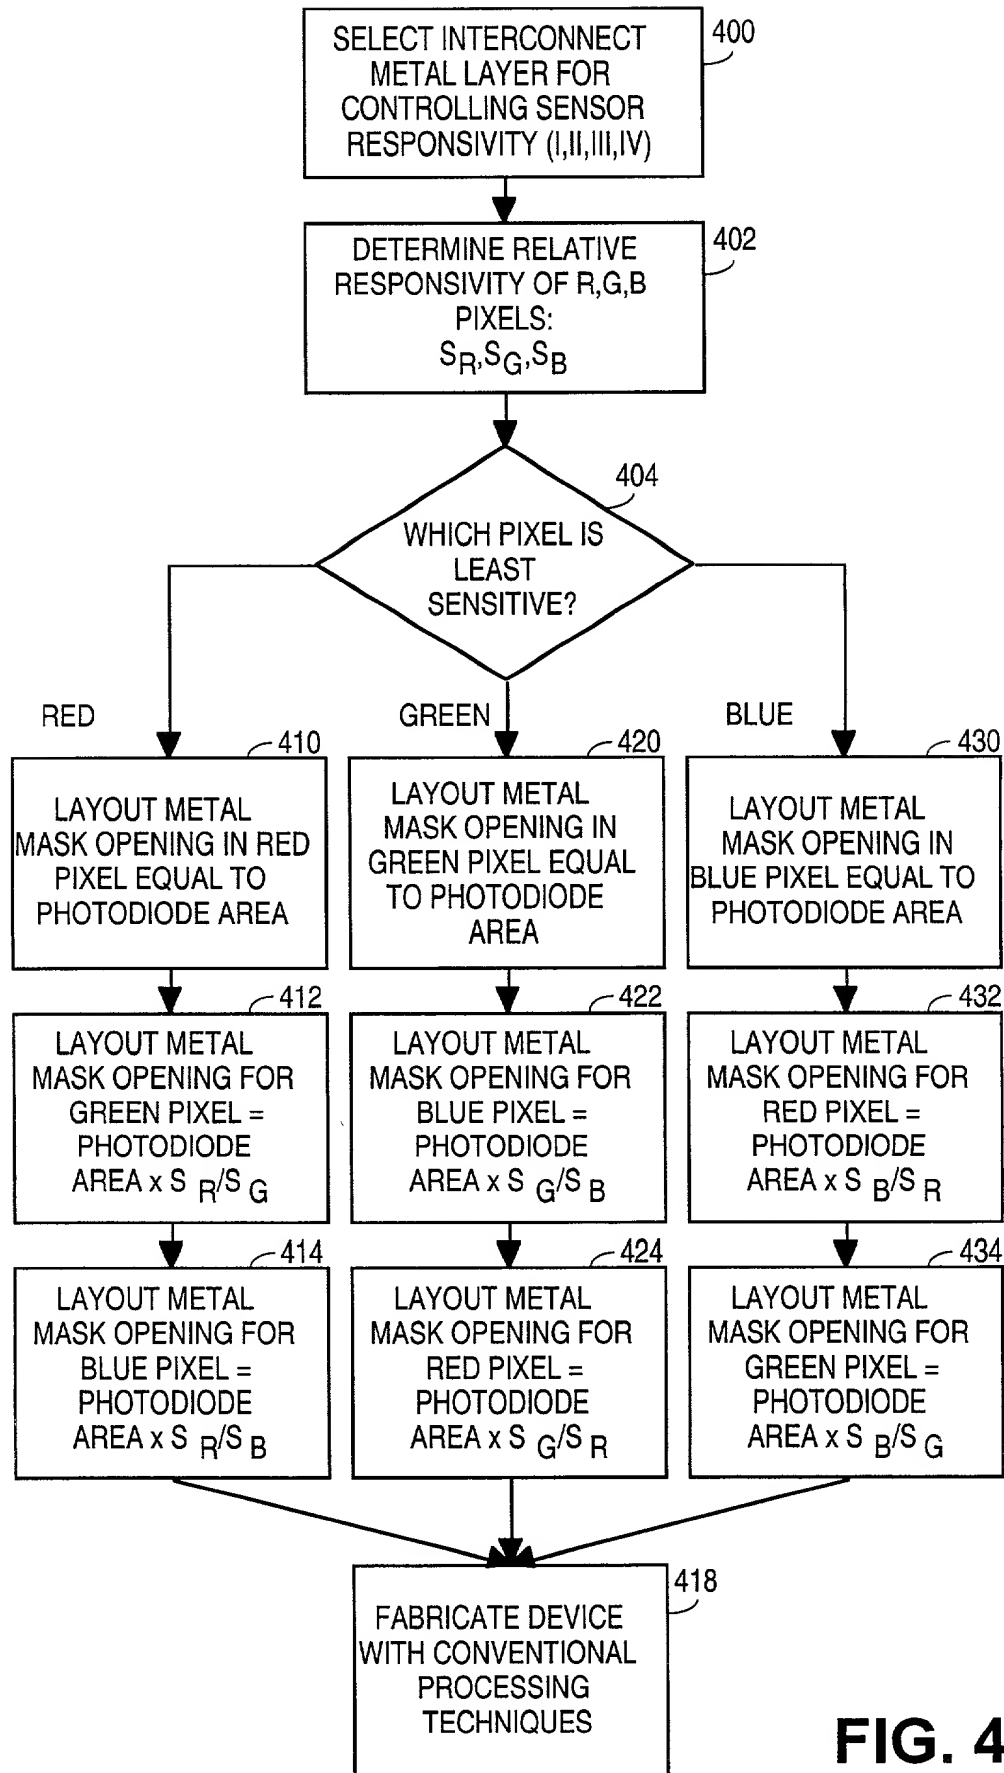 SELECT INTERCONNECT
METAL LAYER FOR
CONTROLLING SENSOR
RESPONSIVITY (I,II,III,IV)
400
DETERMINE RELATIVE
RESPONSIVITY OF R,G,B
PIXELS:
S R,S G,S B
402
404
WHICH PIXEL IS
LEAST
SENSITIVE?
RED
GREEN
BLUE
410
LAYOUT METAL
MASK OPENING IN RED
PIXEL EQUAL TO
PHOTODIODE AREA
420
LAYOUT METAL
MASK OPENING IN
GREEN PIXEL EQUAL
TO PHOTODIODE
AREA
430
LAYOUT METAL
MASK OPENING IN
BLUE PIXEL EQUAL TO
PHOTODIODE AREA
412
LAYOUT METAL
MASK OPENING FOR
GREEN PIXEL =
PHOTODIODE
AREA x S R/S G
422
LAYOUT METAL
MASK OPENING FOR
BLUE PIXEL =
PHOTODIODE
AREA x S G/S B
432
LAYOUT METAL
MASK OPENING FOR
RED PIXEL =
PHOTODIODE
AREA x S B/S R
414
LAYOUT METAL
MASK OPENING FOR
BLUE PIXEL =
PHOTODIODE
AREA x S R/S B
424
LAYOUT METAL
MASK OPENING FOR
RED PIXEL =
PHOTODIODE
AREA x S G/S R
434
LAYOUT METAL
MASK OPENING FOR
GREEN PIXEL =
PHOTODIODE
AREA x S B/S G
418
FABRICATE DEVICE
WITH CONVENTIONAL
PROCESSING
TECHNIQUES
FIG. 4